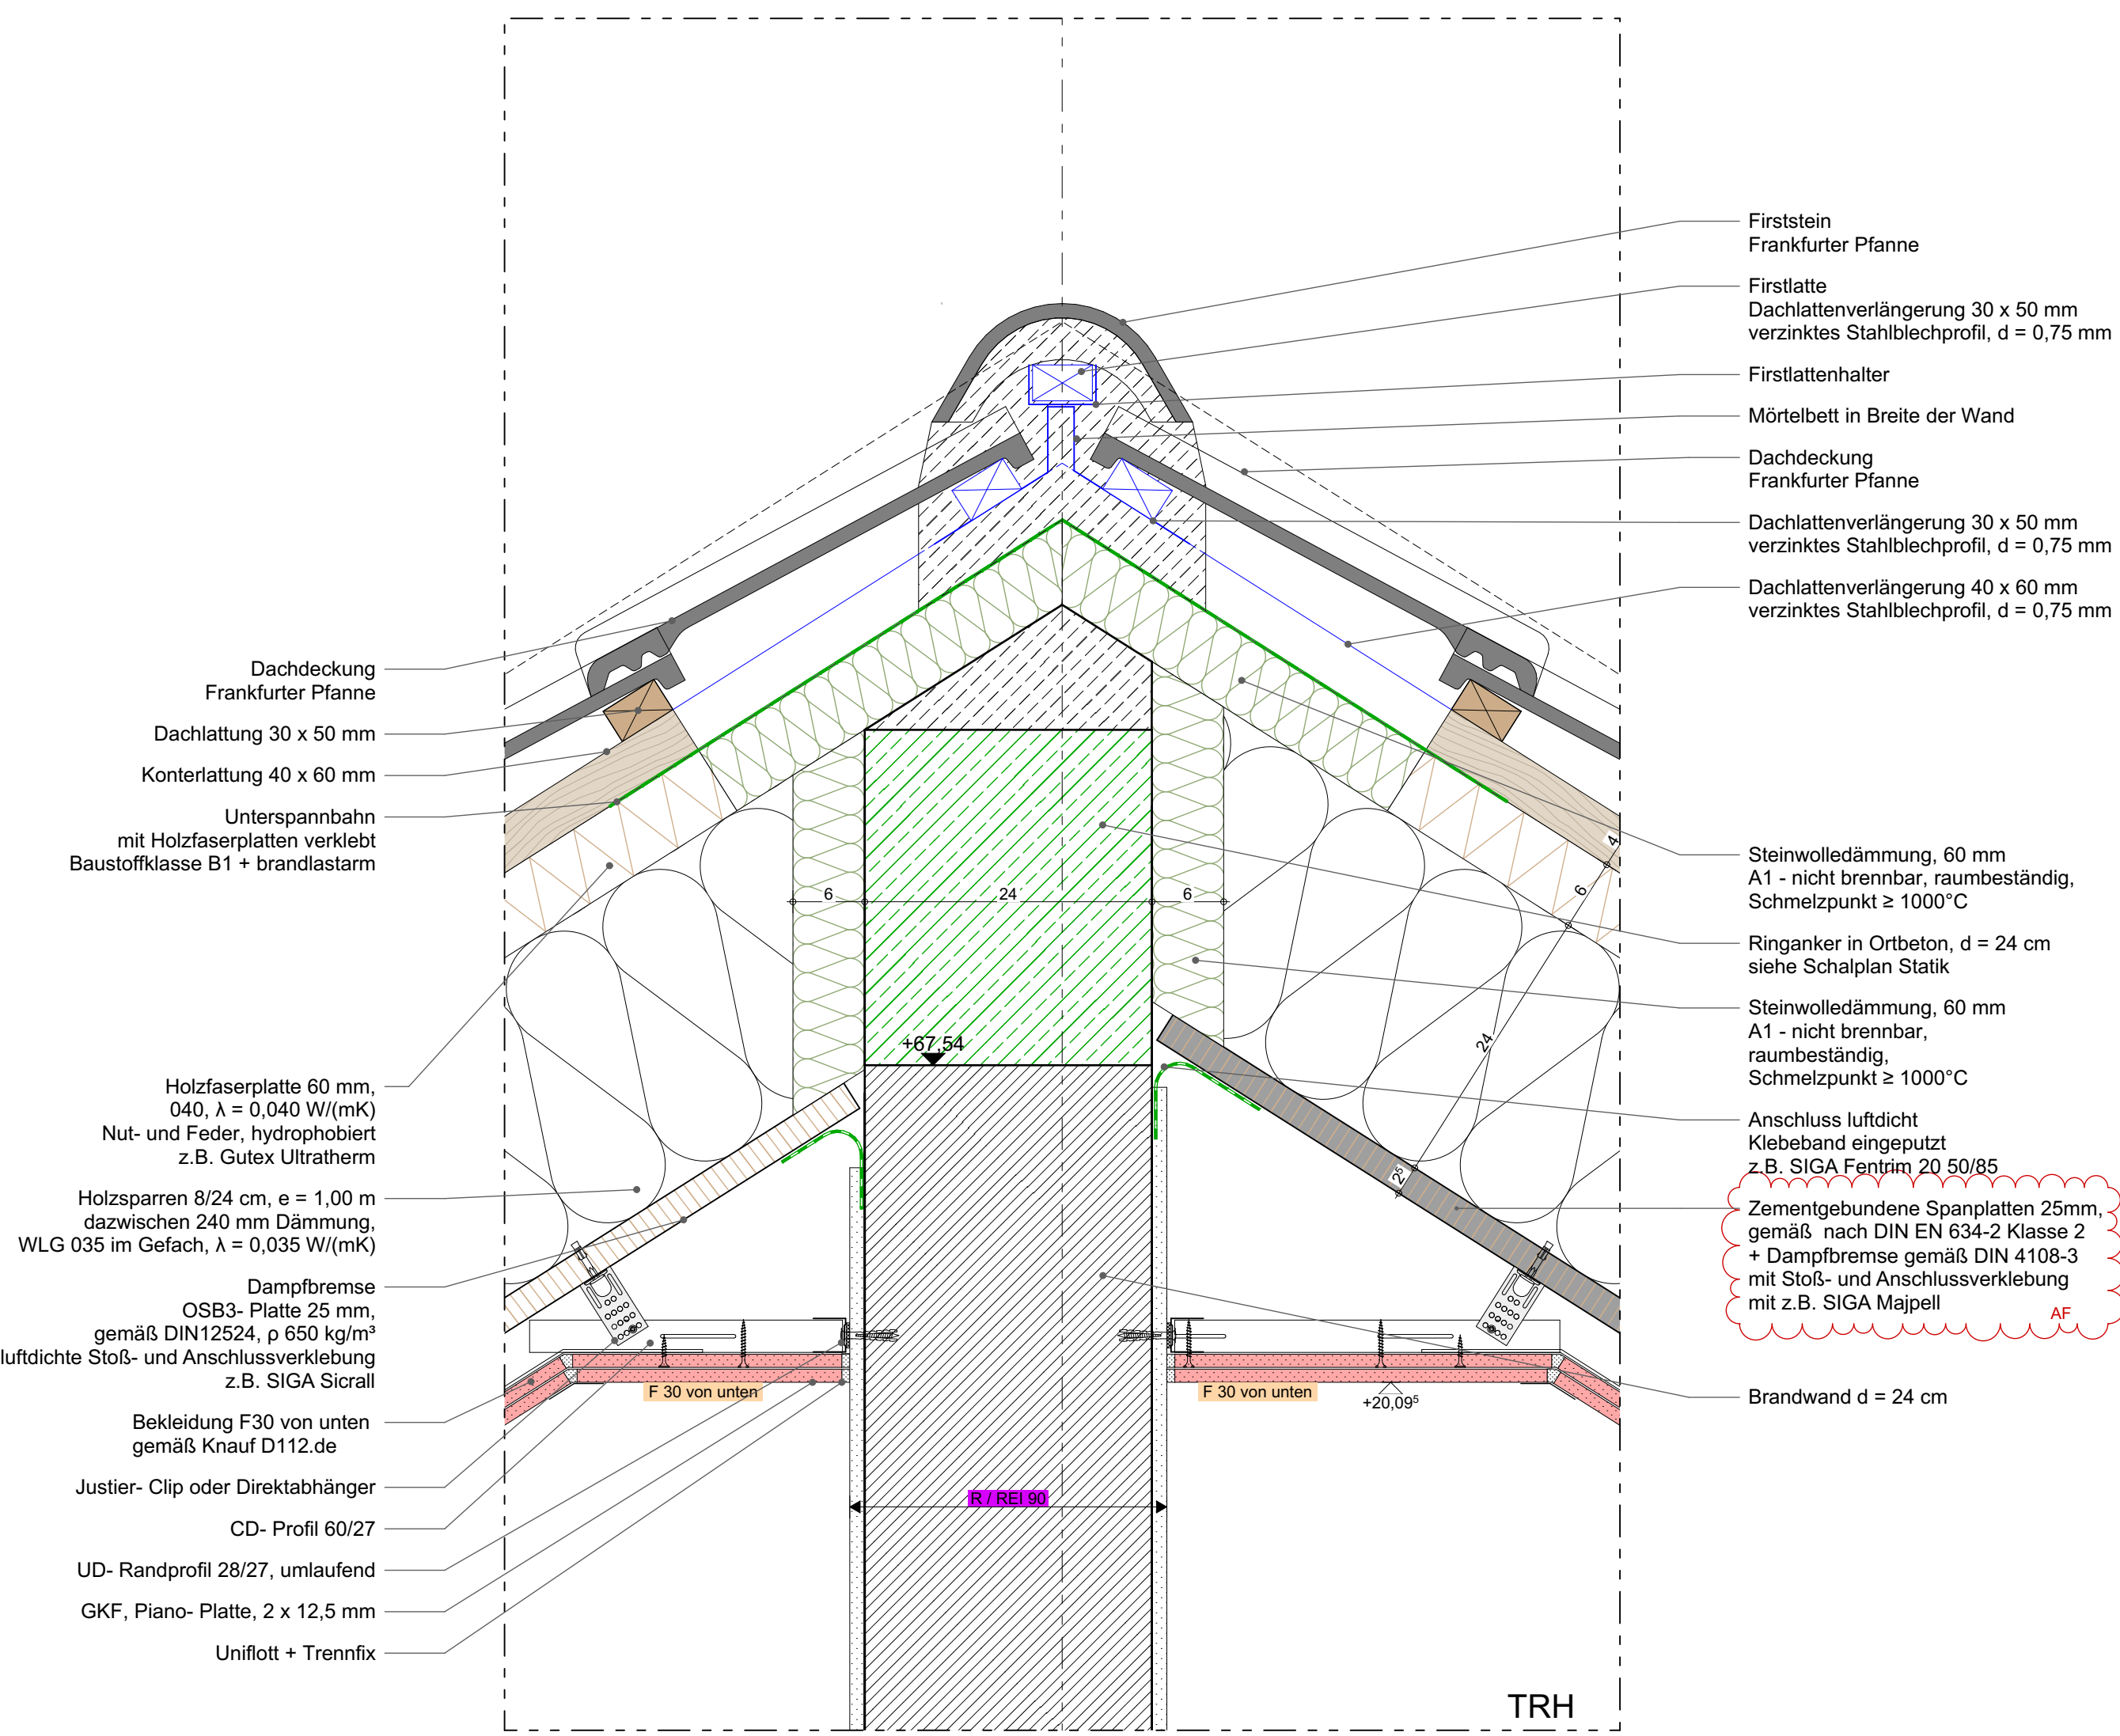 Firststein
Frankfurter Pfanne
Firstlatte
Dachlattenverlängerung 30 x 50 mm
verzinktes Stahlblechprofil, d = 0,75 mm
Firstlattenhalter
Mörtelbett in Breite der Wand
Dachdeckung
Frankfurter Pfanne
Dachlattenverlängerung 30 x 50 mm
verzinktes Stahlblechprofil, d = 0,75 mm
Dachlattenverlängerung 40 x 60 mm
verzinktes Stahlblechprofil, d = 0,75 mm
Dachdeckung
Frankfurter Pfanne
Dachlattung 30 x 50 mm
Konterlattung 40 x 60 mm
Unterspannbahn
mit Holzfaserplatten verklebt
Baustoffklasse B1 + brandlastarm
Holzfaserplatte 60 mm,
040, λ = 0,040 W/(mK)
Nut- und Feder, hydrophobiert
z.B. Gutex Ultratherm
Holzsparren 8/24 cm, e = 1,00 m
dazwischen 240 mm Dämmung,
WLG 035 im Gefach, λ = 0,035 W/(mK)
Dampfbremse
OSB3- Platte 25 mm,
gemäß DIN12524, ρ 650 kg/m³
luftdichte Stoß- und Anschlussverklebung
z.B. SIGA Sicrall
Bekleidung F30 von unten
gemäß Knauf D112.de
Justier- Clip oder Direktabhänger
CD- Profil 60/27
UD- Randprofil 28/27, umlaufend
GKF, Piano- Platte, 2 x 12,5 mm
Uniflott + Trennfix
6
24
6
4
6
24
2⁵
+67,54
F 30 von unten
F 30 von unten
+20,09⁵
R / REI 90
Steinwolledämmung, 60 mm
A1 - nicht brennbar, raumbeständig,
Schmelzpunkt ≥ 1000°C
Ringanker in Ortbeton, d = 24 cm
siehe Schalplan Statik
Steinwolledämmung, 60 mm
A1 - nicht brennbar,
raumbeständig,
Schmelzpunkt ≥ 1000°C
Anschluss luftdicht
Klebeband eingeputzt
z.B. SIGA Fentrim 20 50/85
Zementgebundene Spanplatten 25mm,
gemäß nach DIN EN 634-2 Klasse 2
+ Dampfbremse gemäß DIN 4108-3
mit Stoß- und Anschlussverklebung
mit z.B. SIGA Majpell
AF
Brandwand d = 24 cm
TRH